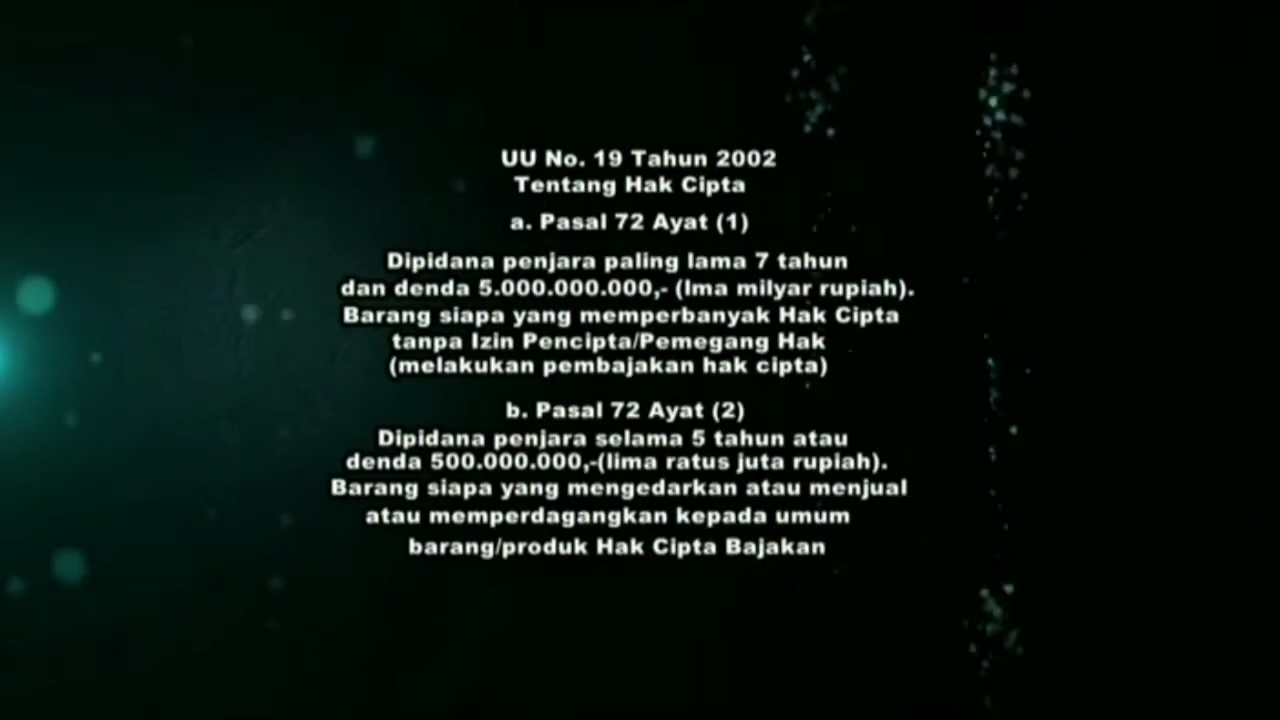 UU No. 19 Tahun 2002
Tentang Hak Cipta
a. Pasal 72 Ayat (1)
Dipidana penjara paling lama 7 tahun
dan denda 5.000.000.000,- (lma milyar rupiah).
Barang siapa yang memperbanyak Hak Cipta
tanpa Izin Pencipta/Pemegang Hak
(melakukan pembajakan hak cipta)
b. Pasal 72 Ayat (2)
Dipidana penjara selama 5 tahun atau
denda 500.000.000,-(lima ratus juta rupiah).
Barang siapa yang mengedarkan atau menjual
atau memperdagangkan kepada umum
barang/produk Hak Cipta Bajakan